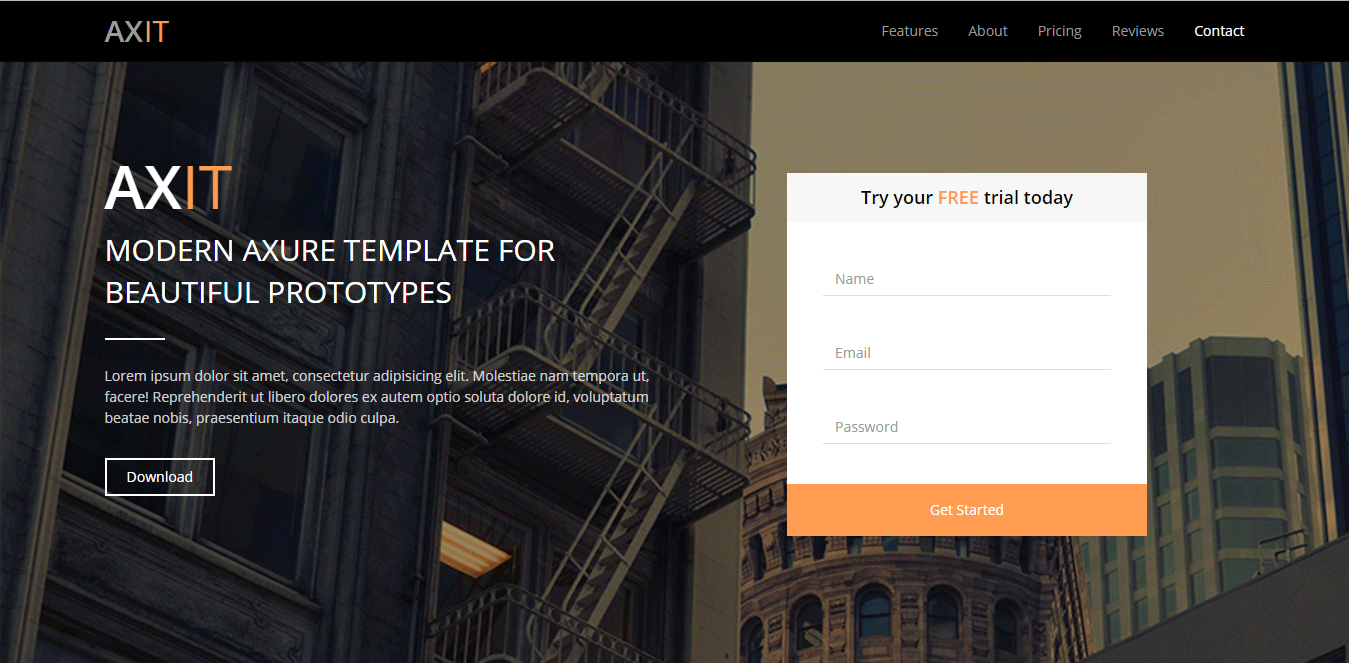 AXIT
Features About Pricing Reviews Contact
AXIT
MODERN AXURE TEMPLATE FOR
BEAUTIFUL PROTOTYPES
Lorem ipsum dolor sit amet, consectetur adipisicing elit. Molestiae nam tempora ut,
facere! Reprehenderit ut libero dolores ex autem optio soluta dolore id, voluptatum
beatae nobis, praesentium itaque odio culpa.
Download
Try your FREE trial today
Name
Email
Password
Get Started